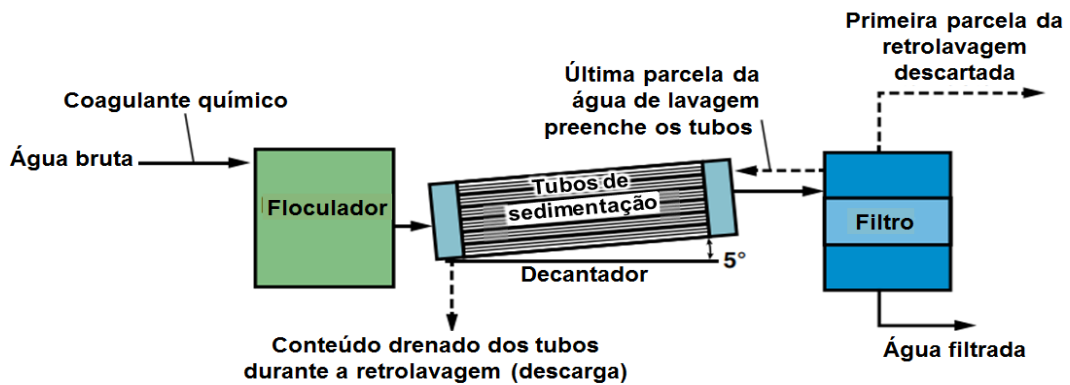 Primeira parcela da
retrolavagem
descartada
Última parcela da
água de lavagem
preenche os tubos
Coagulante químico
Água bruta
Floculador
Tubos de
sedimentação
Filtro
5°
Decantador
Conteúdo drenado dos tubos
durante a retrolavagem (descarga)
Água filtrada